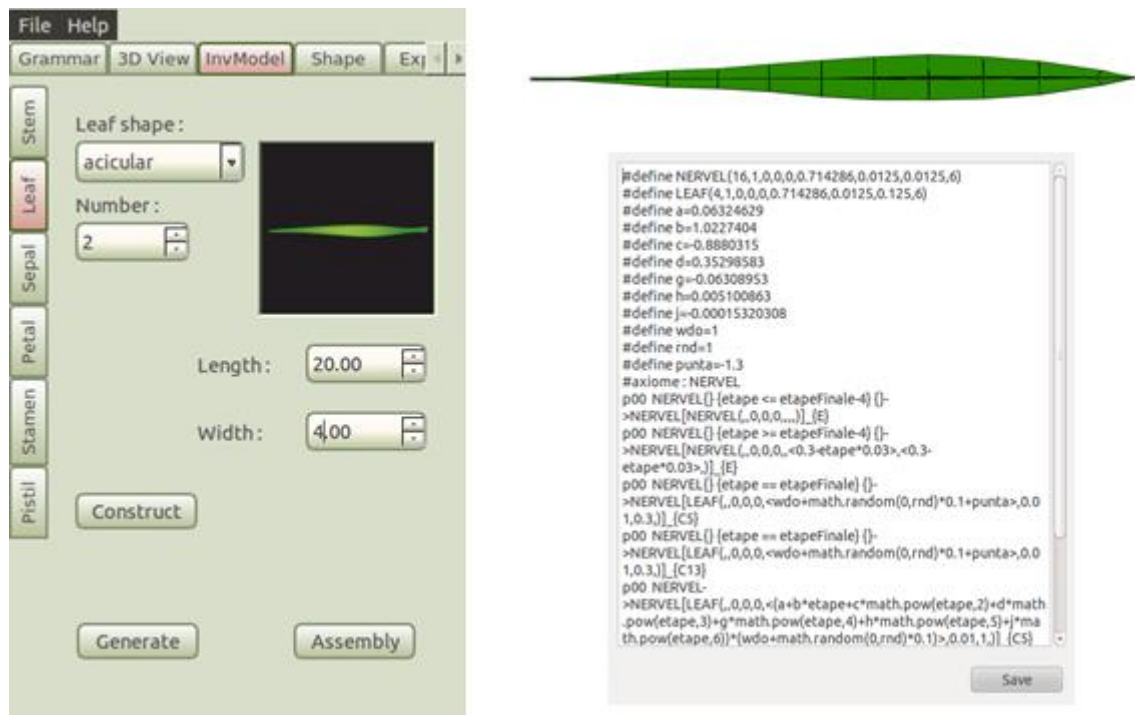 File Help
Grammar 3D View InvModel Shape Exp
Stem
Leaf
Sepal
Petal
Stamen
Pistil
Leaf shape :
acicular
Number :
2
Length : 20.00
Width : 4.00
Construct
Generate Assembly
#define NERVEL(16,1,0,0,0,0.714286,0.0125,0.0125,6)
#define LEAF(4,1,0,0,0,0.714286,0.0125,0.125,6)
#define a=0.06324629
#define b=1.0227404
#define c=-0.8880315
#define d=0.35298583
#define g=-0.06308953
#define h=0.005100863
#define j=-0.00015320308
#define wdo=1
#define rnd=1
#define punta=-1.3
#axiome : NERVEL
p00 NERVEL{} {etape <= etapeFinale-4} {}-
>NERVEL[NERVEL(,,0,0,0,,,,)]_{E}
p00 NERVEL{} {etape >= etapeFinale-4} {}-
>NERVEL[NERVEL(,,0,0,0,,<0.3-etape*0.03>,<0.3-
etape*0.03>,)]_{E}
p00 NERVEL{} {etape == etapeFinale} {}-
>NERVEL[LEAF(,,0,0,0,<wdo+math.random(0,rnd)*0.1+punta>,0.0
1,0.3,)]_{C5}
p00 NERVEL{} {etape == etapeFinale} {}-
>NERVEL[LEAF(,,0,0,0,<wdo+math.random(0,rnd)*0.1+punta>,0.0
1,0.3,)]_{C13}
p00 NERVEL-
>NERVEL[LEAF(,,0,0,0,<(a+b*etape+c*math.pow(etape,2)+d*math
.pow(etape,3)+g*math.pow(etape,4)+h*math.pow(etape,5)+j*ma
th.pow(etape,6))*(wdo+math.random(0,rnd)*0.1)>,0.01,1,)]_{C5}
Save